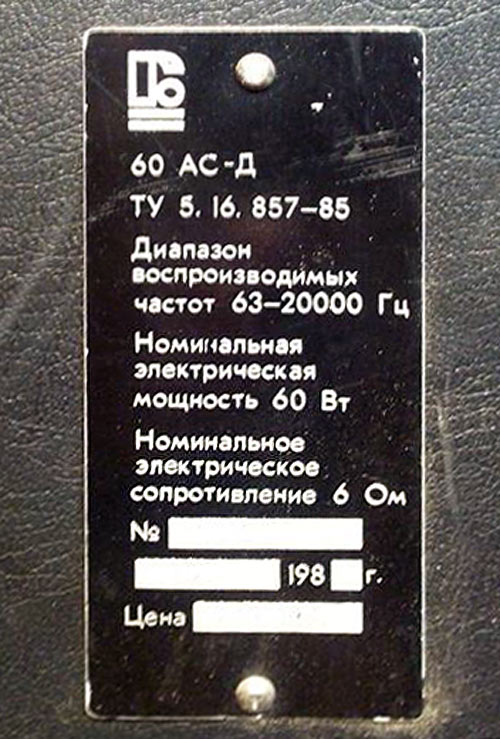 60 АС-Д
ТУ 5.16.857-85
Диапазон
воспроизводимых
частот 63-20000 Гц
Номинальная
электрическая
мощность 60 Вт
Номинальное
электрическое
сопротивление 6 Ом
№
198 г.
Цена